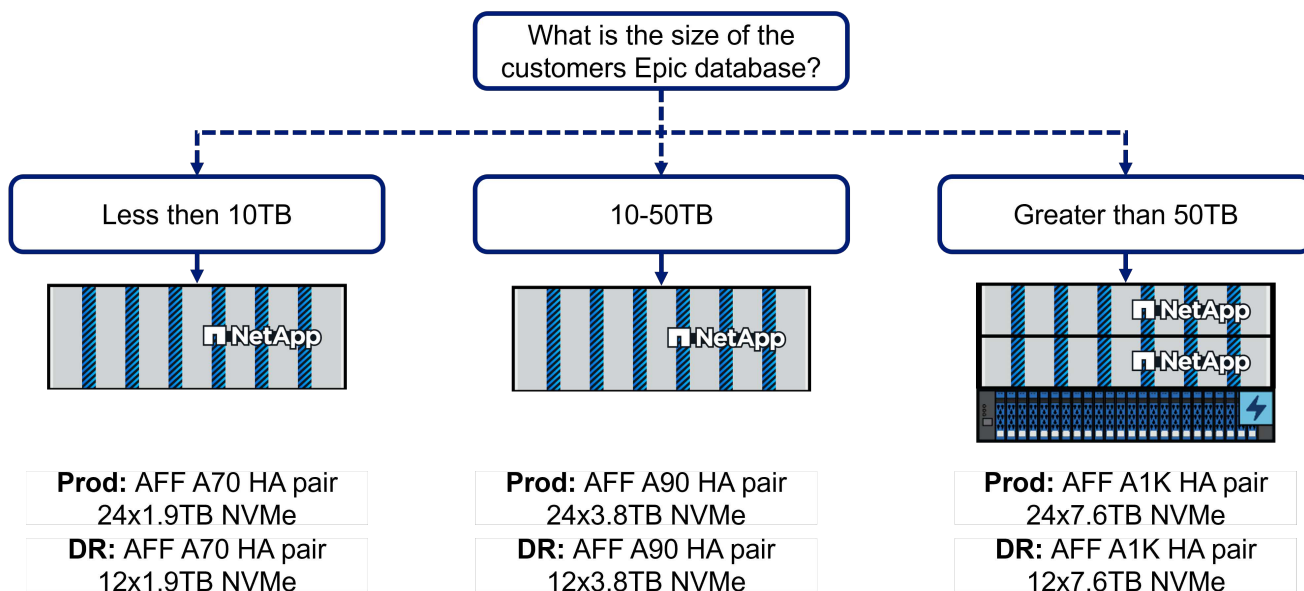 What is the size of the
customers Epic database?
Less then 10TB
10-50TB
Greater than 50TB
NetApp
NetApp
NetApp
NetApp
Prod: AFF A70 HA pair
24x1.9TB NVMe
DR: AFF A70 HA pair
12x1.9TB NVMe
Prod: AFF A90 HA pair
24x3.8TB NVMe
DR: AFF A90 HA pair
12x3.8TB NVMe
Prod: AFF A1K HA pair
24x7.6TB NVMe
DR: AFF A1K HA pair
12x7.6TB NVMe